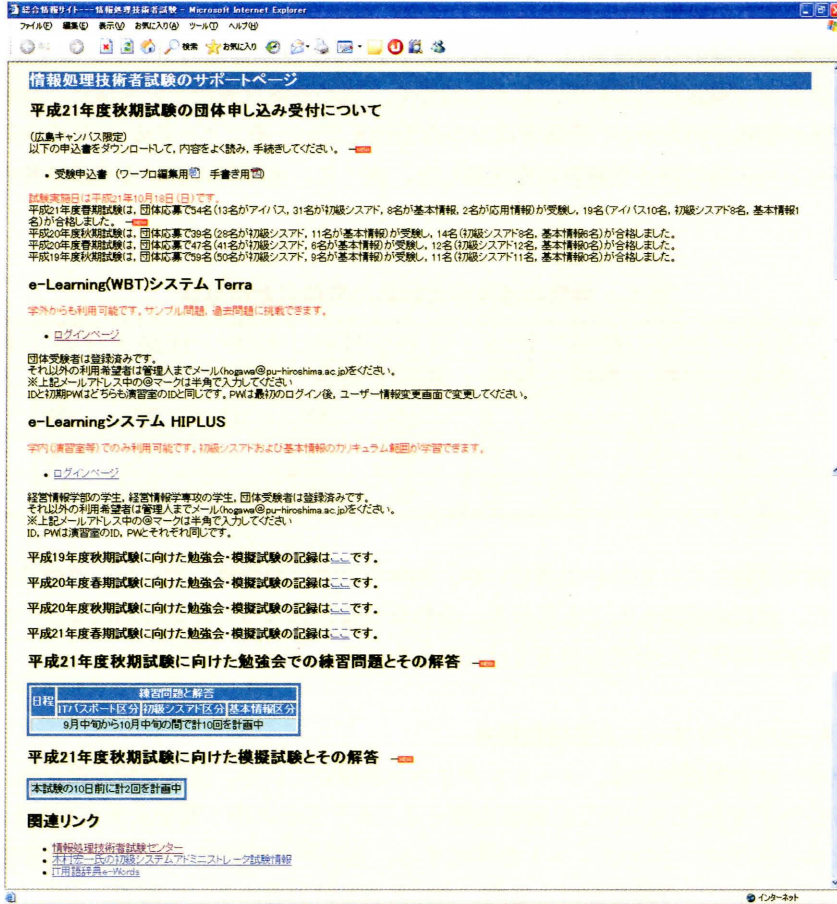 総合情報サイト---情報処理技術者試験 - Microsoft Internet Explorer
ファイル(F) 編集(E) 表示(V) お気に入り(A) ツール(T) ヘルプ(H)
検索 お気に入り
情報処理技術者試験のサポートページ
平成21年度秋期試験の団体申し込み受付について
(広島キャンパス限定)
以下の申込書をダウンロードして, 内容をよく読み, 手続きしてください。 NEW
• 受験申込書 (ワープロ編集用 手書き用)
試験実施日は平成21年10月18日(日)です。
平成21年度春期試験は, 団体応募で54名(13名がアイパス, 31名が初級シスアド, 8名が基本情報, 2名が応用情報)が受験し, 19名(アイパス10名, 初級シスアド8名, 基本情報1
名)が合格しました。 NEW
平成20年度秋期試験は, 団体応募で39名(28名が初級シスアド, 11名が基本情報)が受験し, 14名(初級シスアド8名, 基本情報6名)が合格しました。
平成20年度春期試験は, 団体応募で47名(41名が初級シスアド, 6名が基本情報)が受験し, 12名(初級シスアド12名, 基本情報0名)が合格しました。
平成19年度秋期試験は, 団体応募で59名(50名が初級シスアド, 9名が基本情報)が受験し, 11名(初級シスアド11名, 基本情報0名)が合格しました。
e-Learning(WBT)システム Terra
学外からも利用可能です。サンプル問題, 過去問題に挑戦できます。
• ログインページ
団体受験者は登録済みです。
それ以外の利用希望者は管理人までメール(hogawa@pu-hiroshima.ac.jp)をください。
※上記メールアドレス中の@マークは半角で入力してください
IDと初期PWはどちらも演習室のIDと同じです。PWは最初のログイン後, ユーザー情報変更画面で変更してください。
e-Learningシステム HIPLUS
学内(演習室等)でのみ利用可能です。初級シスアドおよび基本情報のカリキュラム範囲が学習できます。
• ログインページ
経営情報学部の学生, 経営情報学専攻の学生, 団体受験者は登録済みです。
それ以外の利用希望者は管理人までメール(hogawa@pu-hiroshima.ac.jp)をください。
※上記メールアドレス中の@マークは半角で入力してください
ID, PWは演習室のID, PWとそれぞれ同じです。
平成19年度秋期試験に向けた勉強会・模擬試験の記録はここです。
平成20年度春期試験に向けた勉強会・模擬試験の記録はここです。
平成20年度秋期試験に向けた勉強会・模擬試験の記録はここです。
平成21年度春期試験に向けた勉強会・模擬試験の記録はここです。
平成21年度秋期試験に向けた勉強会での練習問題とその解答 NEW
日程 練習問題と解答
ITパスポート区分 初級シスアド区分 基本情報区分
9月中旬から10月中旬の間で計10回を計画中
平成21年度秋期試験に向けた模擬試験とその解答 NEW
本試験の10日前に計2回を計画中
関連リンク
• 情報処理技術者試験センター
• 木村宏一氏の初級システムアドミニストレータ試験情報
• IT用語辞典e-Words
インターネット